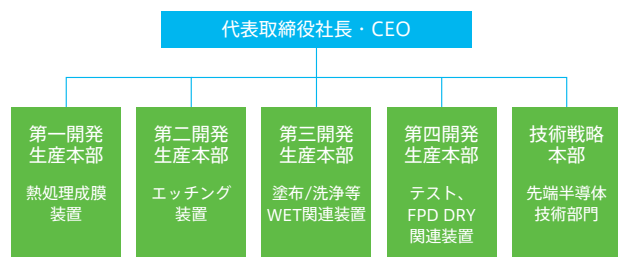 代表取締役社長・CEO
第一開発
生産本部
熱処理成膜
装置
第二開発
生産本部
エッチング
装置
第三開発
生産本部
塗布/洗浄等
WET関連装置
第四開発
生産本部
テスト、
FPD DRY
関連装置
技術戦略
本部
先端半導体
技術部門